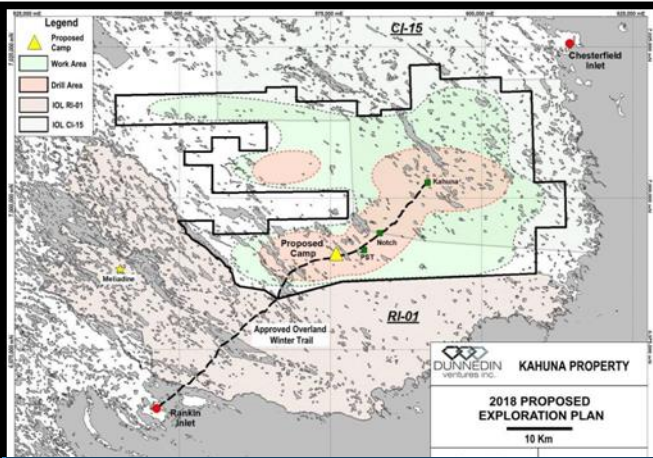 Legend
Proposed
Camp
Work Area
Drill Area
IOL RI-01
IOL CI-15
CI-15
Chesterfield
Inlet
Kahuna
Notch
PST
Proposed
Camp
Meliadine
RI-01
Approved Overland
Winter Trail
Rankin
Inlet
DUNNEDIN
ventures inc.
KAHUNA PROPERTY
2018 PROPOSED
EXPLORATION PLAN
10 Km